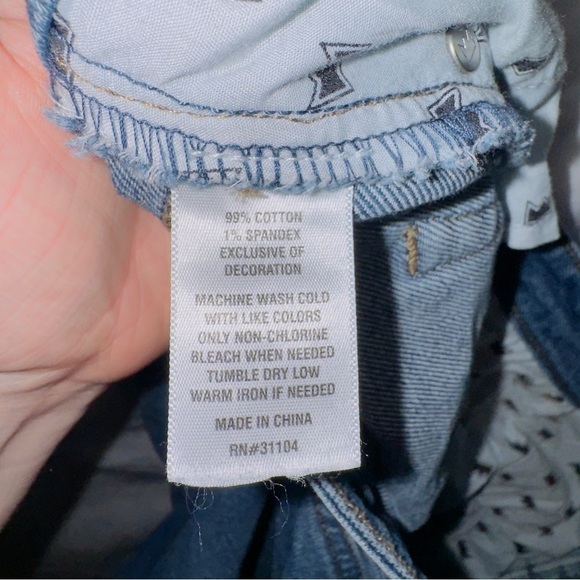 99% COTTON
1% SPANDEX
EXCLUSIVE OF
DECORATION
MACHINE WASH COLD
WITH LIKE COLORS
ONLY NON-CHLORINE
BLEACH WHEN NEEDED
TUMBLE DRY LOW
WARM IRON IF NEEDED
MADE IN CHINA
RN#31104